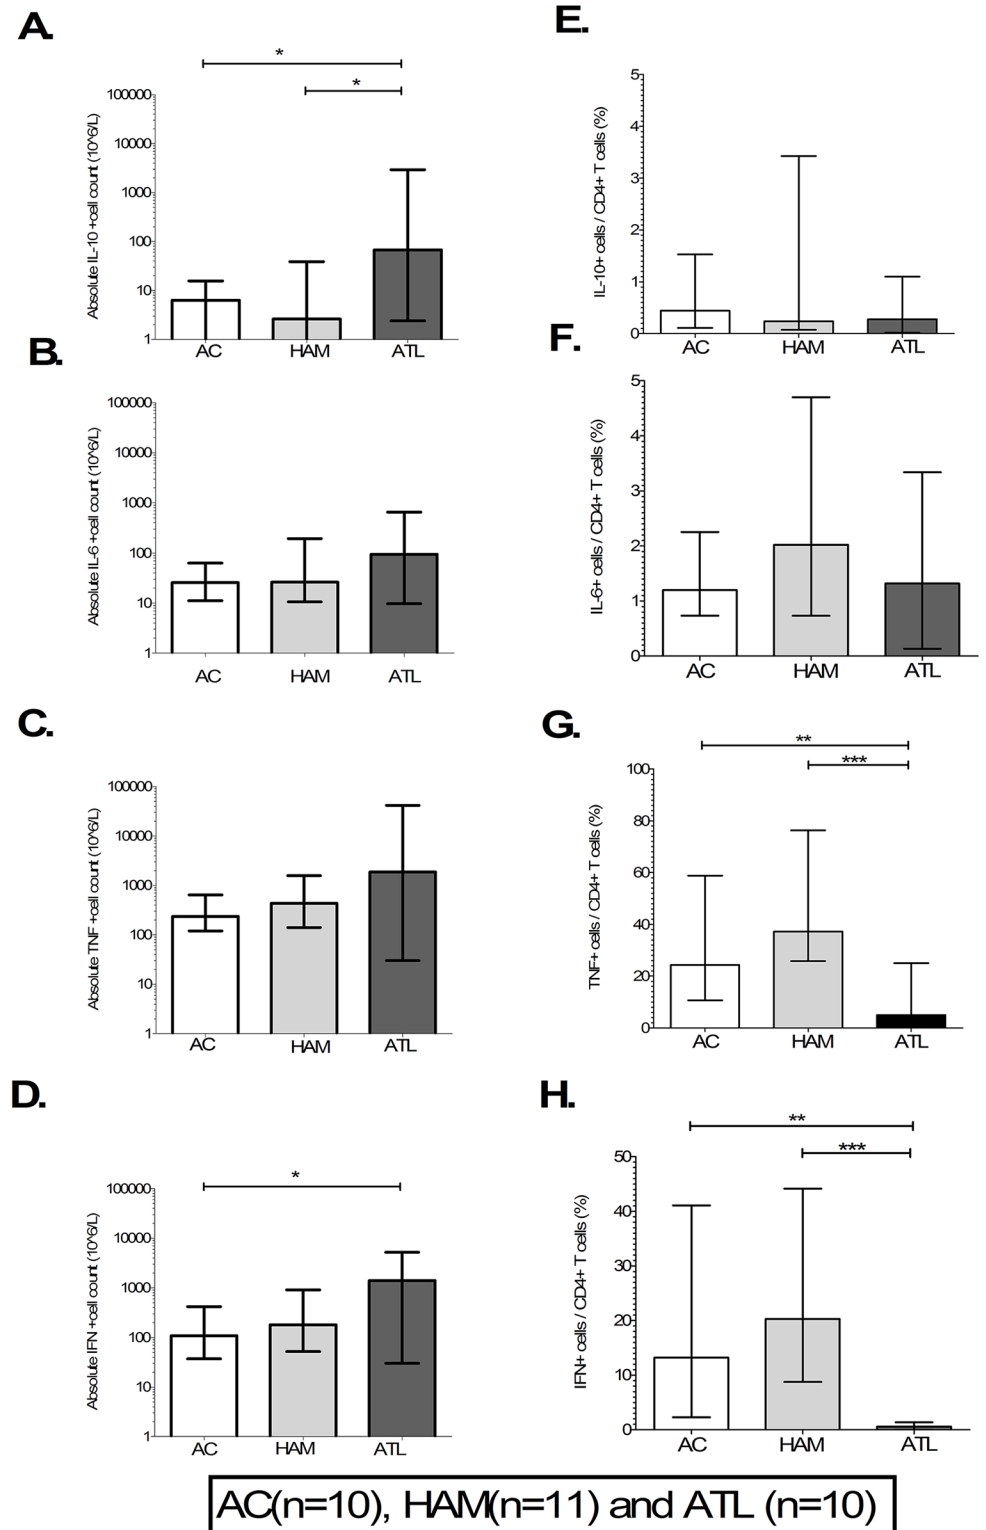 A.
*
*
Absolute IL-10 +cell count (10^6/L)
100000
10000
1000
100
10
1
AC HAM ATL
B.
Absolute IL-6 +cell count (10^6/L)
100000
10000
1000
100
10
1
AC HAM ATL
C.
Absolute TNF +cell count (10^6/L)
100000
10000
1000
100
10
1
AC HAM ATL
D.
*
Absolute IFN +cell count (10^6/L)
100000
10000
1000
100
10
1
AC HAM ATL
E.
IL-10+ cells / CD4+ T cells (%)
5
4
3
2
1
0
AC HAM ATL
F.
IL-6+ cells / CD4+ T cells (%)
5
4
3
2
1
0
AC HAM ATL
G.
**
***
TNF+ cells / CD4+ T cells (%)
100
80
60
40
20
0
AC HAM ATL
H.
**
***
IFN+ cells / CD4+ T cells (%)
50
40
30
20
10
0
AC HAM ATL
AC(n=10), HAM(n=11) and ATL (n=10)